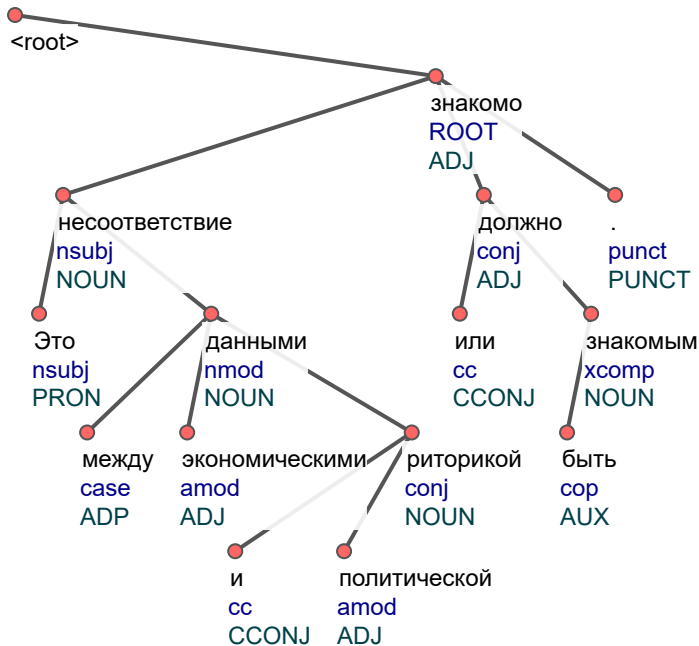 <root>
знакомо
ROOT
ADJ
несоответствие
nsubj
NOUN
должно
conj
ADJ
.
punct
PUNCT
Это
nsubj
PRON
данными
nmod
NOUN
или
cc
CCONJ
знакомым
xcomp
NOUN
между
case
ADP
экономическими
amod
ADJ
риторикой
conj
NOUN
быть
cop
AUX
и
cc
CCONJ
политической
amod
ADJ